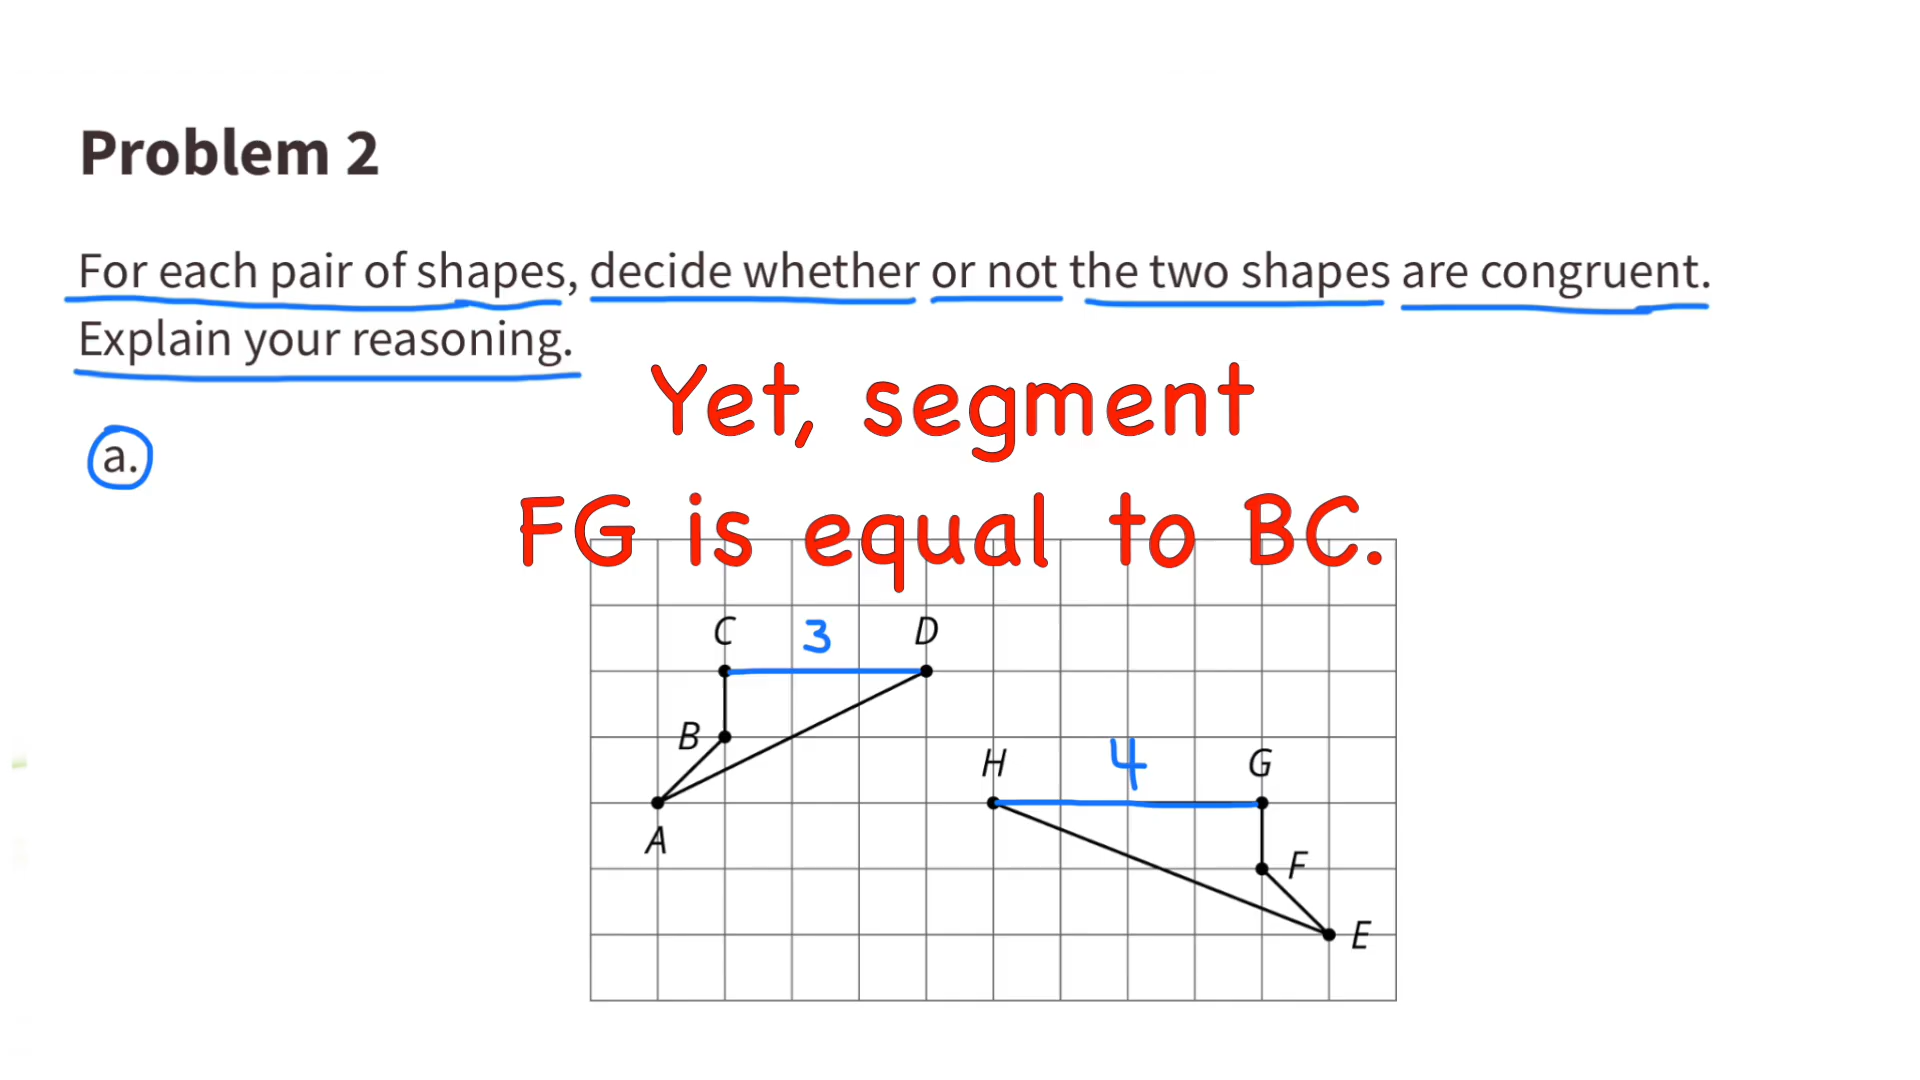 Problem 2
For each pair of shapes, decide whether or not the two shapes are congruent.
Explain your reasoning.
Yet, segment
a.
FG is equal to BC.
C 3 D
B
H 4 G
A
F
E